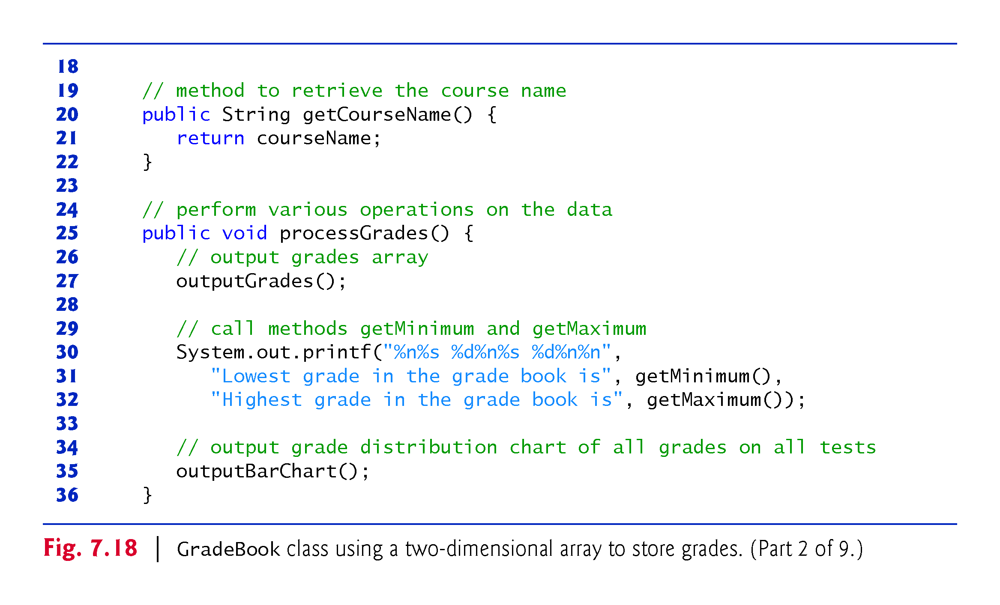 18
19 // method to retrieve the course name
20 public String getCourseName() {
21 return courseName;
22 }
23
24 // perform various operations on the data
25 public void processGrades() {
26 // output grades array
27 outputGrades();
28
29 // call methods getMinimum and getMaximum
30 System.out.printf("%n%s %d%n%s %d%n%n",
31 "Lowest grade in the grade book is", getMinimum(),
32 "Highest grade in the grade book is", getMaximum());
33
34 // output grade distribution chart of all grades on all tests
35 outputBarChart();
36 }
Fig. 7.18 | GradeBook class using a two-dimensional array to store grades. (Part 2 of 9.)